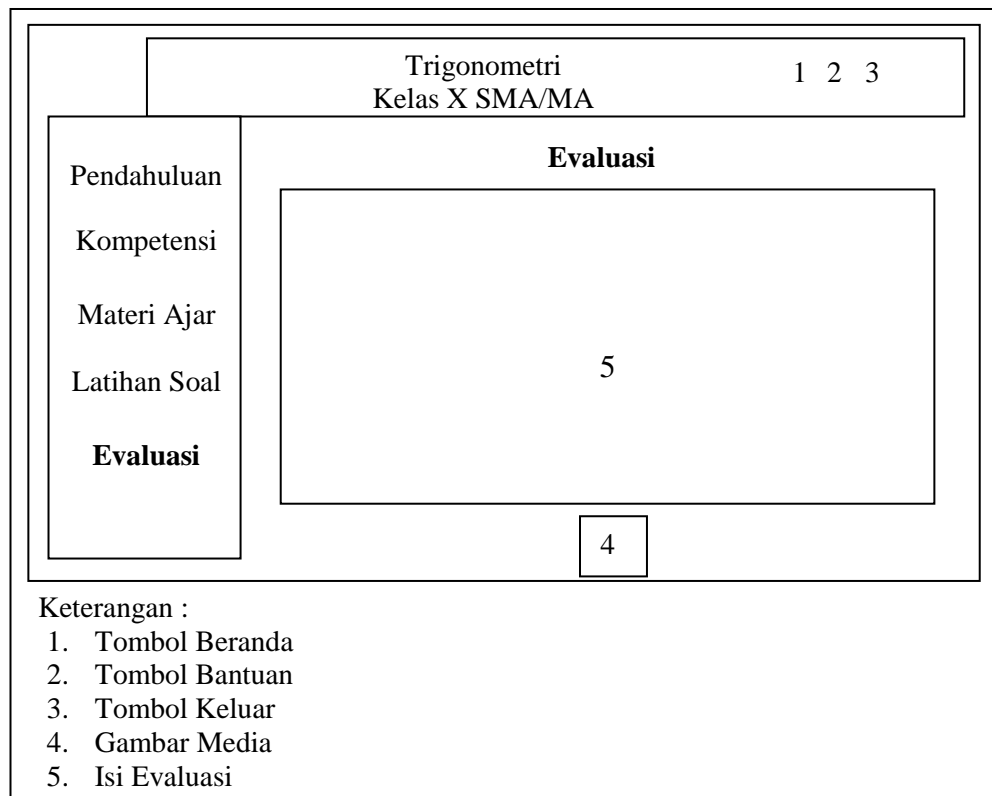 Trigonometri
Kelas X SMA/MA
1 2 3
Pendahuluan
Kompetensi
Materi Ajar
Latihan Soal
Evaluasi
Evaluasi
5
4
Keterangan :
1. Tombol Beranda
2. Tombol Bantuan
3. Tombol Keluar
4. Gambar Media
5. Isi Evaluasi